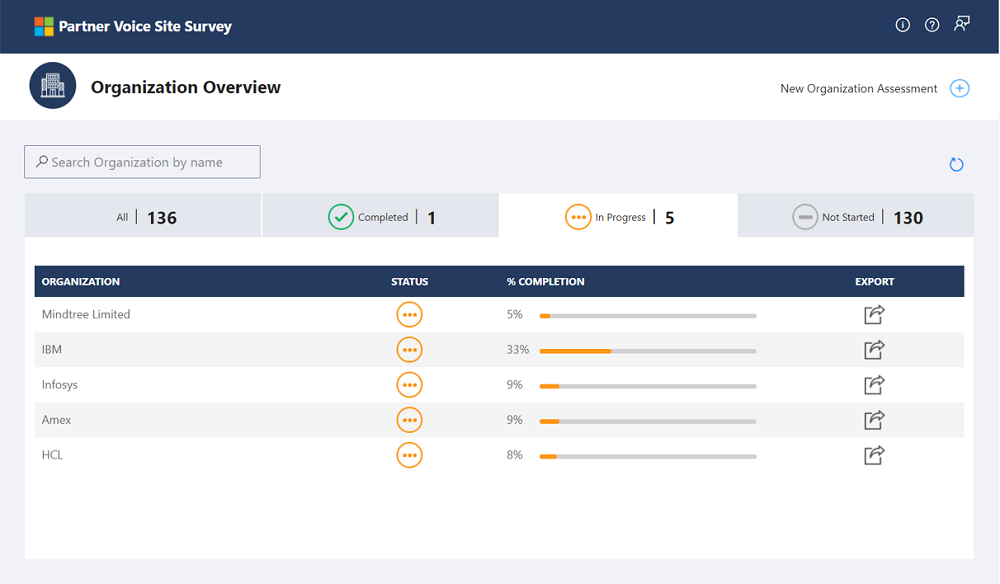 Partner Voice Site Survey
Organization Overview
New Organization Assessment
Search Organization by name
All | 136
Completed | 1
In Progress | 5
Not Started | 130
ORGANIZATION STATUS % COMPLETION EXPORT
Mindtree Limited 5%
IBM 33%
Infosys 9%
Amex 9%
HCL 8%